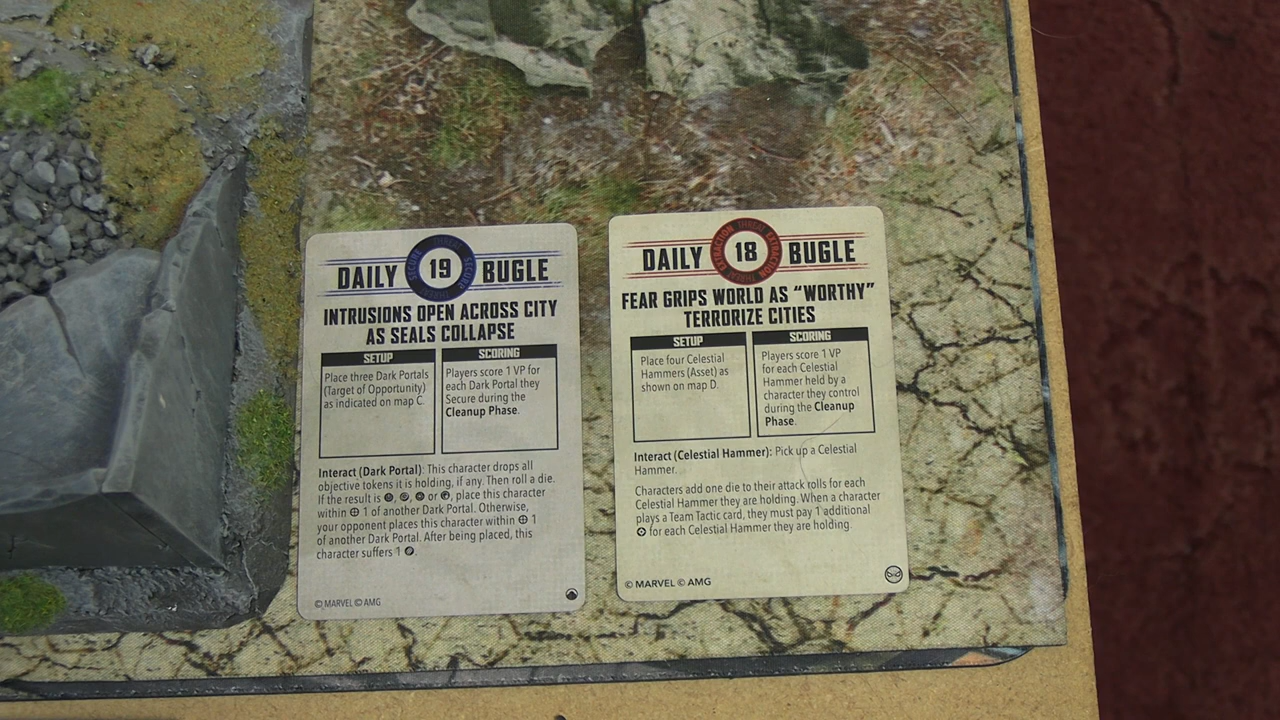 DAILY 19 BUGLE
SECURE THREAT SECURE THREAT
INTRUSIONS OPEN ACROSS CITY
AS SEALS COLLAPSE
SETUP
Place three Dark Portals
(Target of Opportunity)
as indicated on map C.
SCORING
Players score 1 VP for
each Dark Portal they
Secure during the
Cleanup Phase.
Interact (Dark Portal): This character drops all
objective tokens it is holding, if any. Then roll a die.
If the result is , , or , place this character
within 1 of another Dark Portal. Otherwise,
your opponent places this character within 1
of another Dark Portal. After being placed, this
character suffers 1 .
© MARVEL © AMG
DAILY 18 BUGLE
EXTRACTION THREAT EXTRACTION THREAT
FEAR GRIPS WORLD AS “WORTHY”
TERRORIZE CITIES
SETUP
Place four Celestial
Hammers (Asset) as
shown on map D.
SCORING
Players score 1 VP
for each Celestial
Hammer held by a
character they control
during the Cleanup
Phase.
Interact (Celestial Hammer): Pick up a Celestial
Hammer.
Characters add one die to their attack rolls for each
Celestial Hammer they are holding. When a character
plays a Team Tactic card, they must pay 1 additional
for each Celestial Hammer they are holding.
© MARVEL © AMG